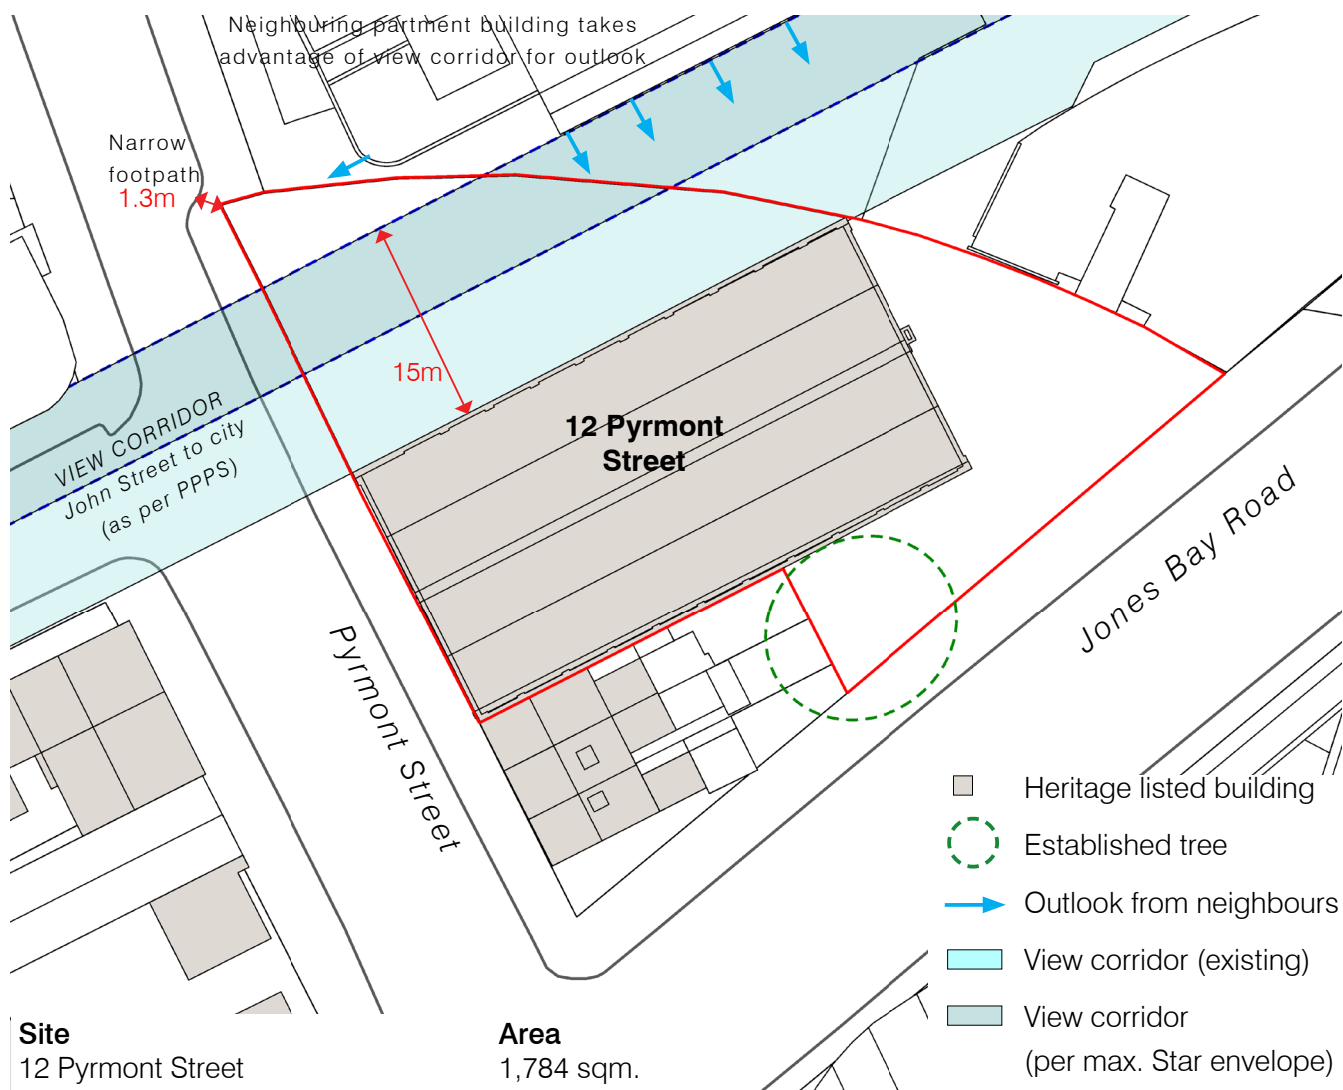 Neighburing partment building takes
advantage of view corridor for outlook
Narrow
footpath
1.3m
15m
12 Pyrmont
Street
VIEW CORRIDOR
John Street to city
(as per PPPS)
Pyrmont Street
Jones Bay Road
Heritage listed building
Established tree
Outlook from neighbours
View corridor (existing)
View corridor
(per max. Star envelope)
Site
12 Pyrmont Street
Area
1,784 sqm.